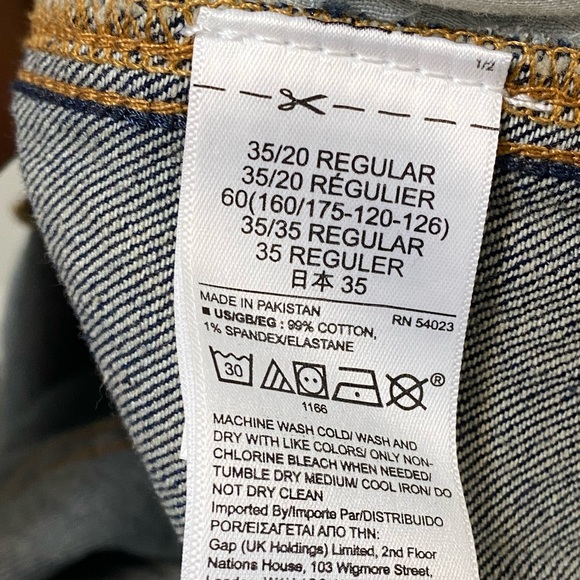 1/2
35/20 REGULAR
35/20 RÉGULIER
60(160/175-120-126)
35/35 REGULAR
35 REGULER
日本 35
MADE IN PAKISTAN RN 54023
■ US/GB/EG : 99% COTTON,
1% SPANDEX/ELASTANE
30 ®
1166
MACHINE WASH COLD/ WASH AND
DRY WITH LIKE COLORS/ ONLY NON-
CHLORINE BLEACH WHEN NEEDED/
TUMBLE DRY MEDIUM/ COOL IRON/ DO
NOT DRY CLEAN
Imported By/Importe Par/DISTRIBUIDO
POR/ΕΙΣΑΓΕΤΑΙ ΑΠΟ ΤΗΝ:
Gap (UK Holdings) Limited, 2nd Floor
Nations House, 103 Wigmore Street,